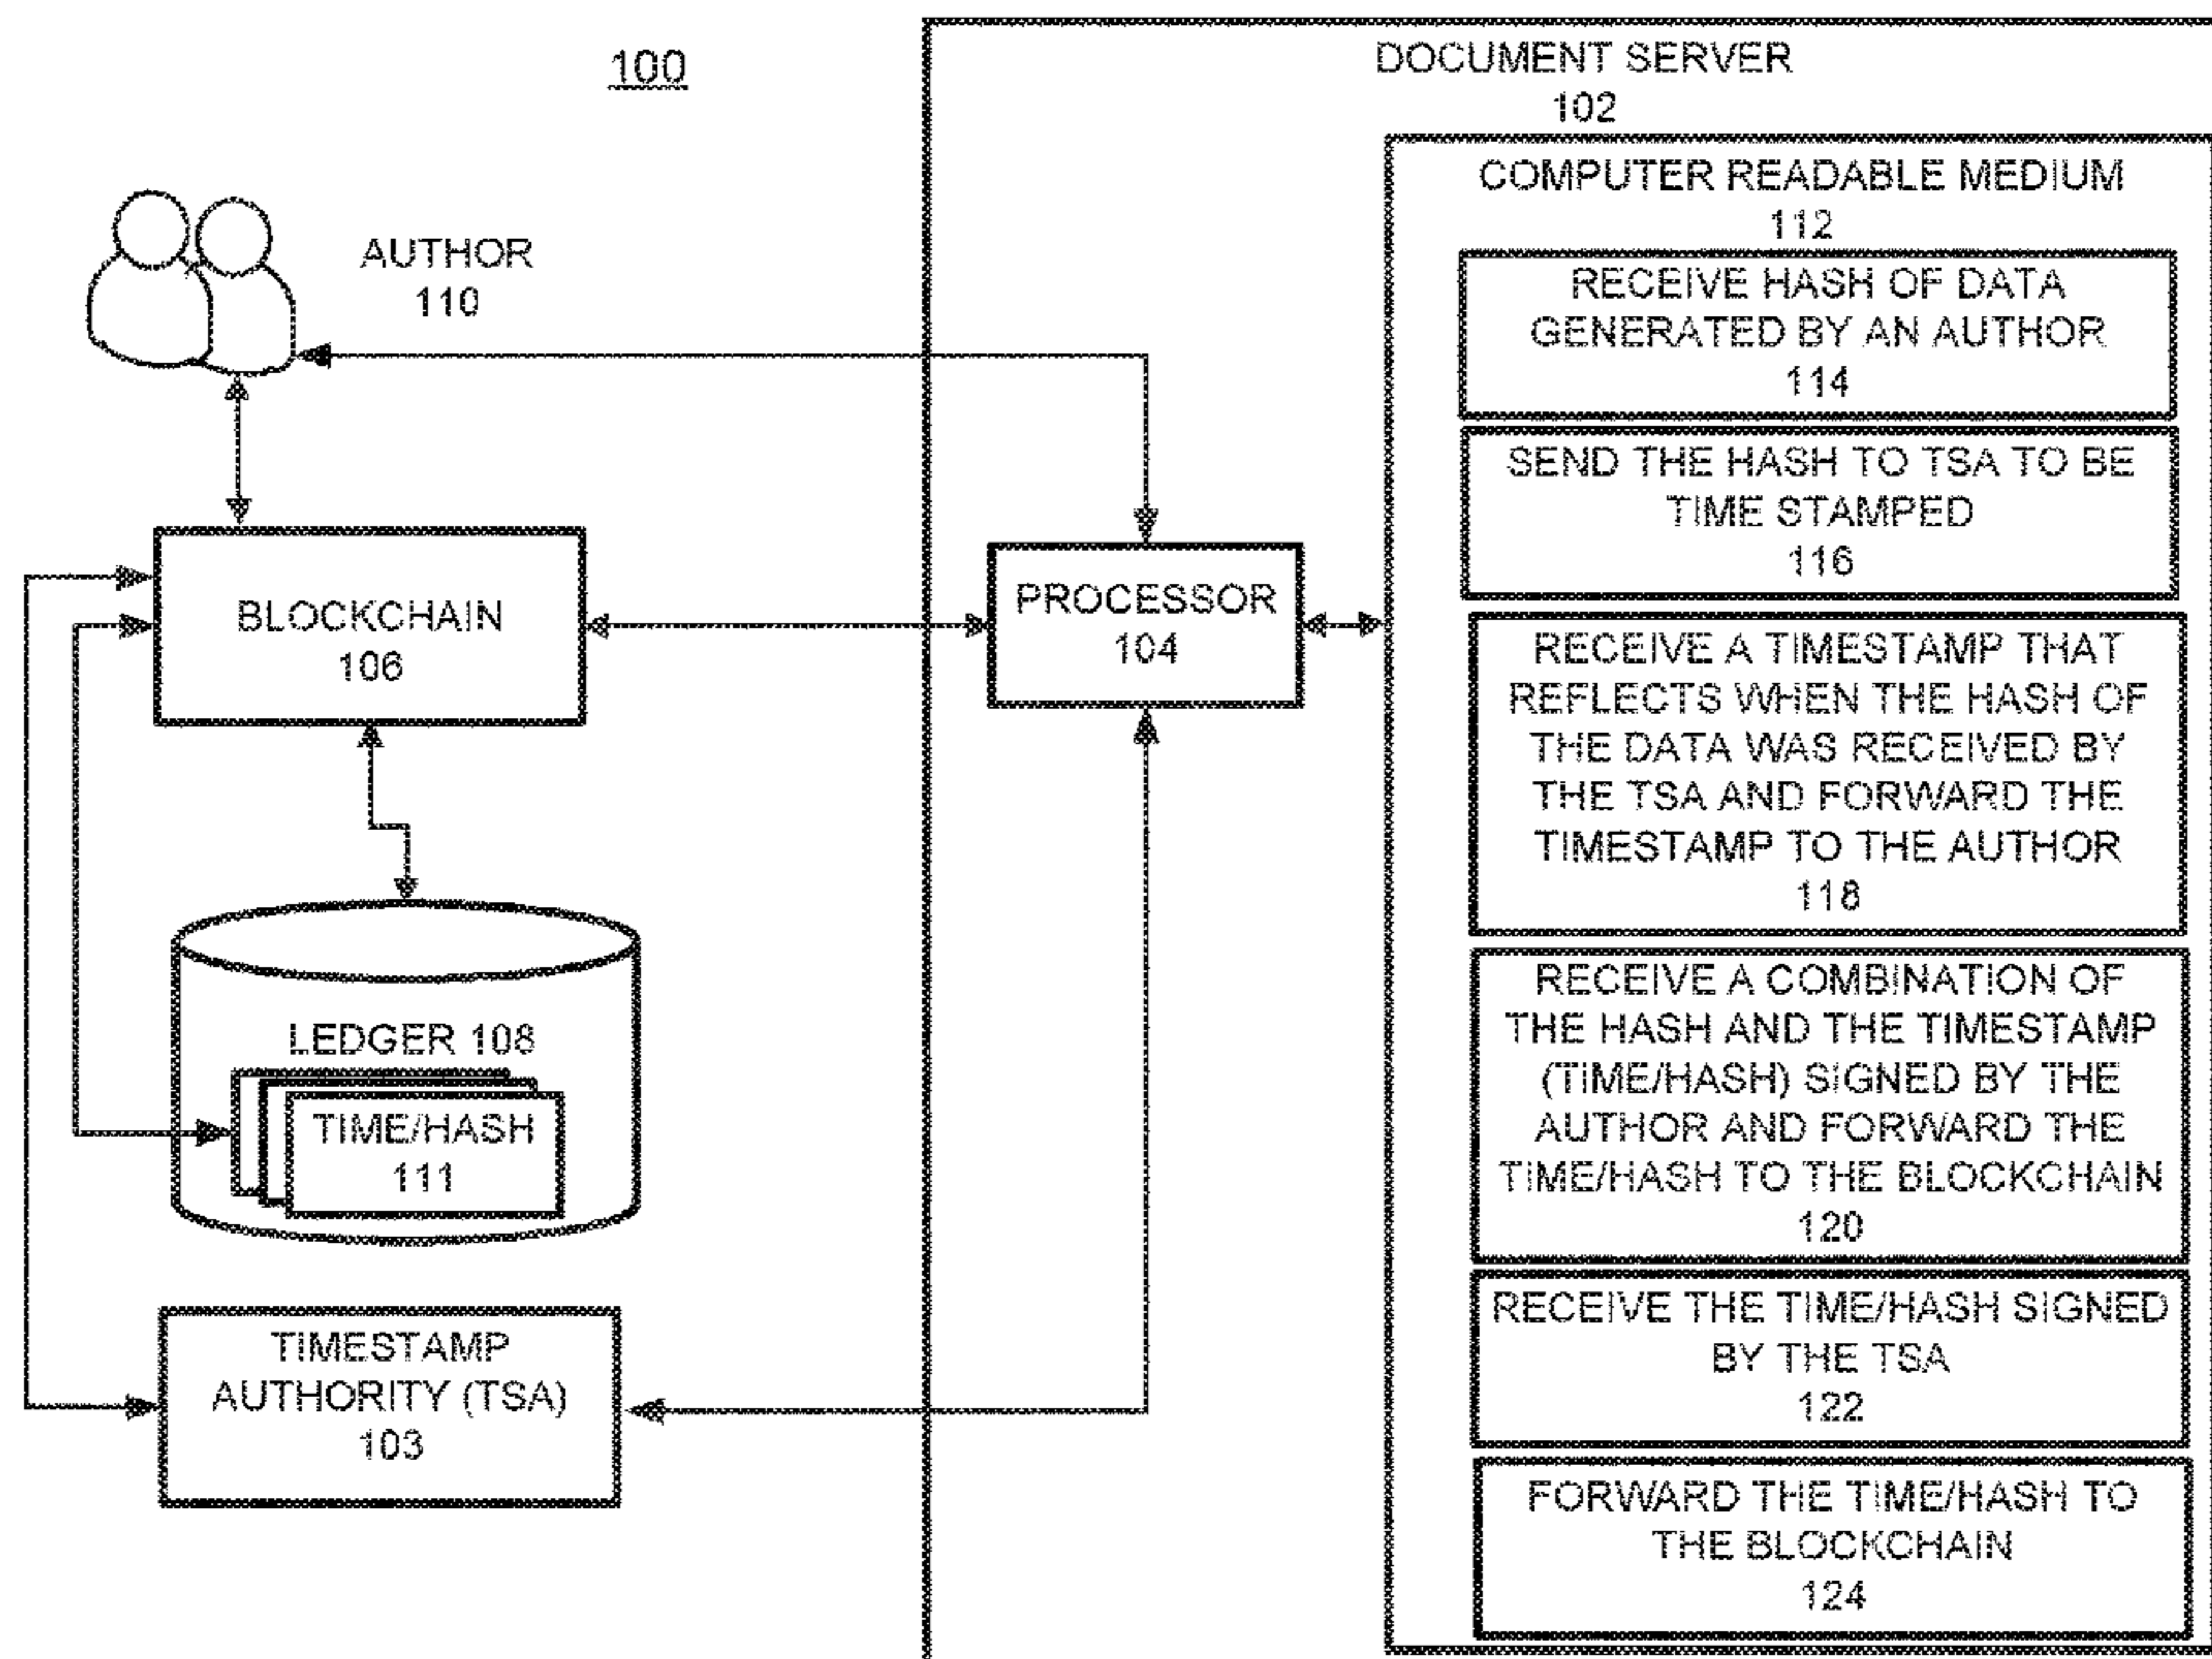 100
DOCUMENT SERVER
102
AUTHOR
110
BLOCKCHAIN
106
LEDGER 108
TIME/HASH
111
TIMESTAMP
AUTHORITY (TSA)
103
PROCESSOR
104
COMPUTER READABLE MEDIUM
112
RECEIVE HASH OF DATA
GENERATED BY AN AUTHOR
114
SEND THE HASH TO TSA TO BE
TIME STAMPED
116
RECEIVE A TIMESTAMP THAT
REFLECTS WHEN THE HASH OF
THE DATA WAS RECEIVED BY
THE TSA AND FORWARD THE
TIMESTAMP TO THE AUTHOR
118
RECEIVE A COMBINATION OF
THE HASH AND THE TIMESTAMP
(TIME/HASH) SIGNED BY THE
AUTHOR AND FORWARD THE
TIME/HASH TO THE BLOCKCHAIN
120
RECEIVE THE TIME/HASH SIGNED
BY THE TSA
122
FORWARD THE TIME/HASH TO
THE BLOCKCHAIN
124